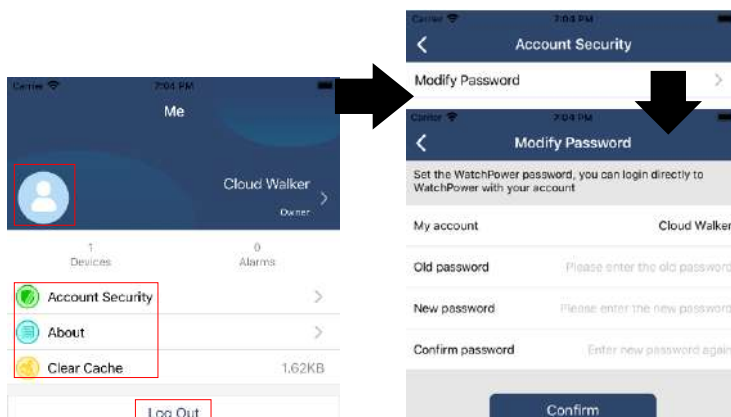 Carrier 7:04 PM
Me
Cloud Walker
Owner
1 0
Devices Alarms
Account Security
About
Clear Cache 1.62KB
Log Out
Carrier 7:04 PM
Account Security
Modify Password
Carrier 7:04 PM
Modify Password
Set the WatchPower password, you can login directly to
WatchPower with your account
My account Cloud Walker
Old password Please enter the old password
New password Please enter the new password
Confirm password Enter new password again
Confirm